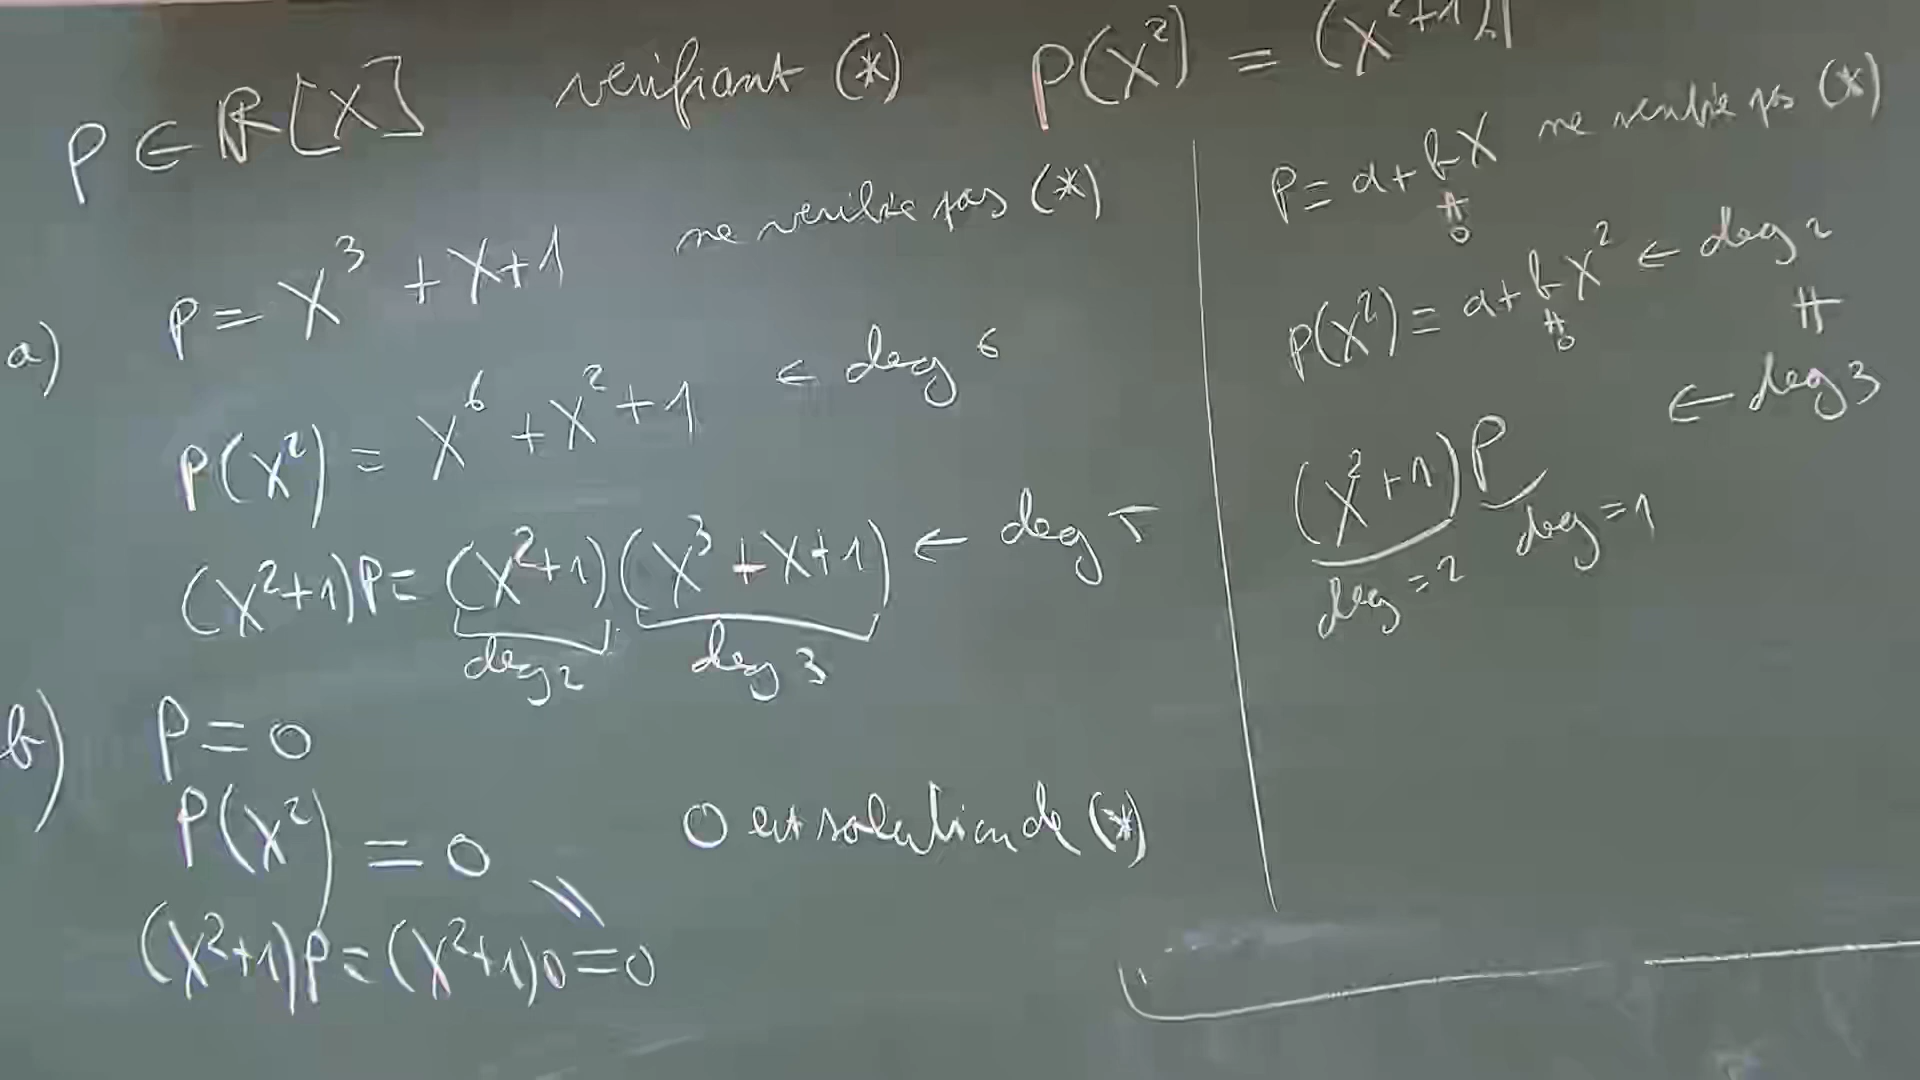 P ∈ ℝ[X] vérifiant (*) P(X²) = (X²+1)P
a) P = X³ + X + 1 ne vérifie pas (*)
P(X²) = X⁶ + X² + 1 ← deg 6
(X²+1)P = (X²+1)(X³ + X + 1) ← deg 5
deg 2 deg 3
b) P = 0
P(X²) = 0
0 est solution de (*)
(X²+1)P = (X²+1)0 = 0
P = a + bX ne vérifie pas (*)
≠
0
P(X²) = a + bX² ← deg 2
≠
0
≠
← deg 3
(X²+1)P
deg = 2 deg = 1